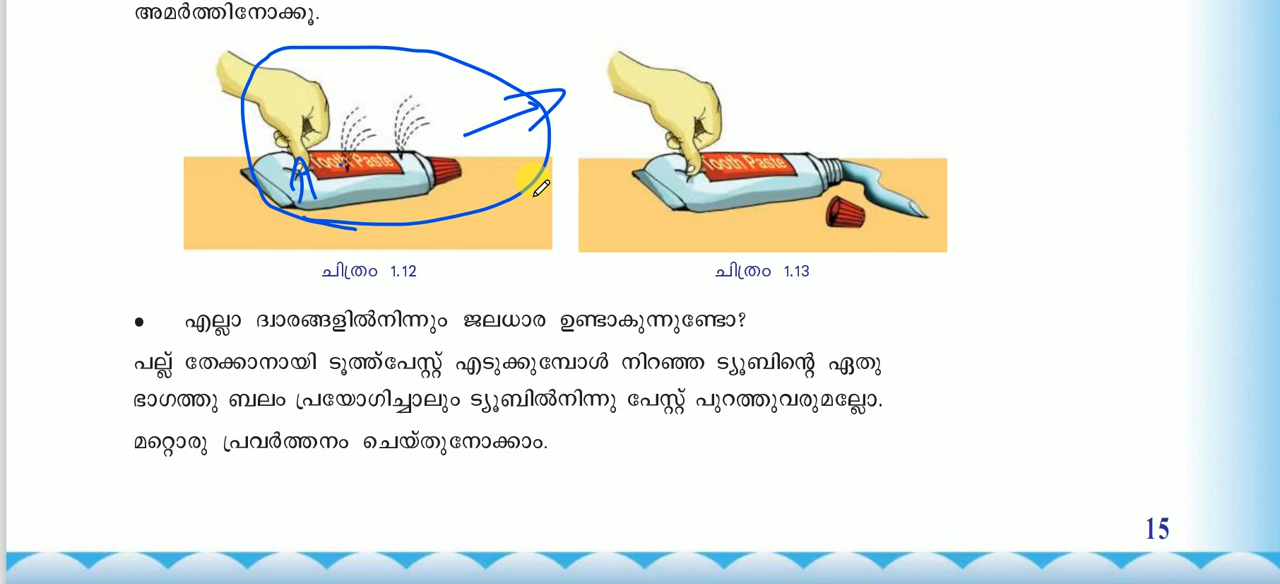 അമർത്തിനോക്കൂ.
Tooth Paste
Tooth Paste
ചിത്രം 1.12
ചിത്രം 1.13
• എല്ലാ ദ്വാരങ്ങളിൽനിന്നും ജലധാര ഉണ്ടാകുന്നുണ്ടോ?
പല്ല് തേക്കാനായി ടൂത്ത്പേസ്റ്റ് എടുക്കുമ്പോൾ നിറഞ്ഞ ട്യൂബിന്റെ ഏതു
ഭാഗത്തു ബലം പ്രയോഗിച്ചാലും ട്യൂബിൽനിന്നു പേസ്റ്റ് പുറത്തുവരുമല്ലോ.
മറ്റൊരു പ്രവർത്തനം ചെയ്തുനോക്കാം.
15